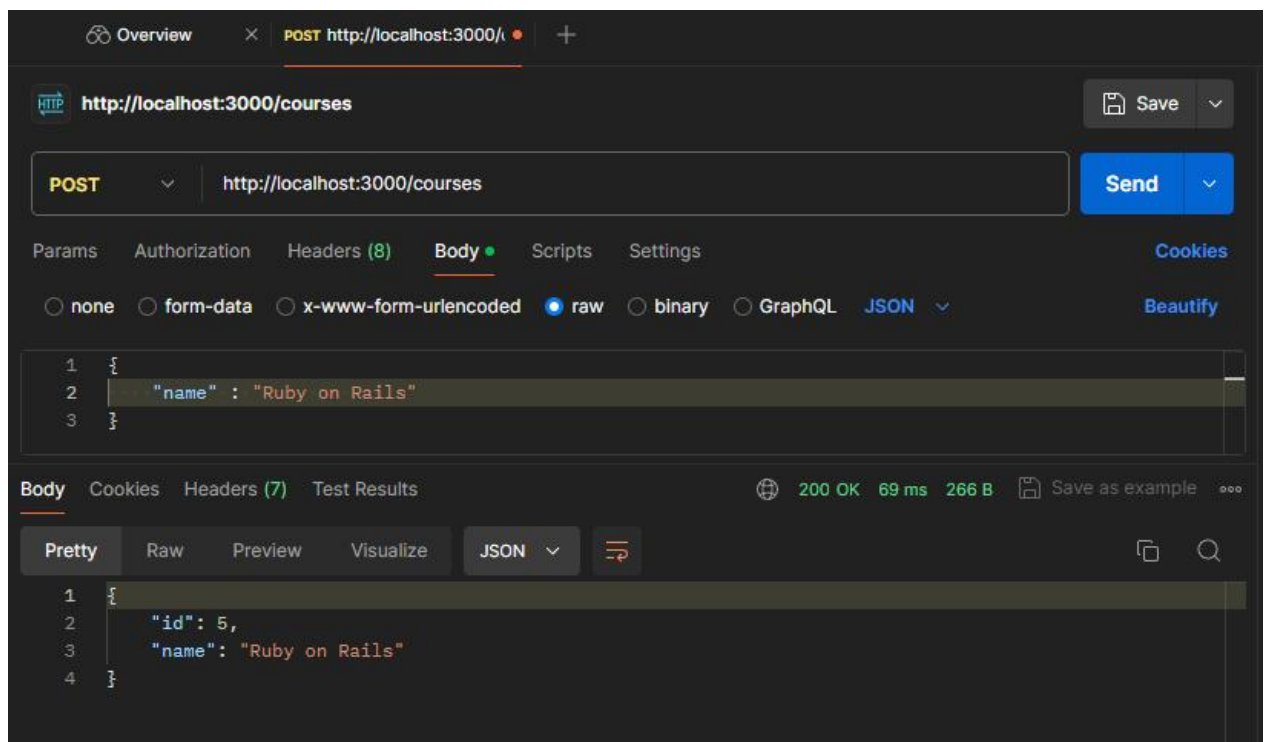 Overview POST http://localhost:3000/
HTTP http://localhost:3000/courses Save
POST http://localhost:3000/courses Send
Params Authorization Headers (8) Body Scripts Settings Cookies
none form-data x-www-form-urlencoded raw binary GraphQL JSON Beautify
1 {
2 "name" : "Ruby on Rails"
3 }
Body Cookies Headers (7) Test Results 200 OK 69 ms 266 B Save as example
Pretty Raw Preview Visualize JSON
1 {
2 "id": 5,
3 "name": "Ruby on Rails"
4 }